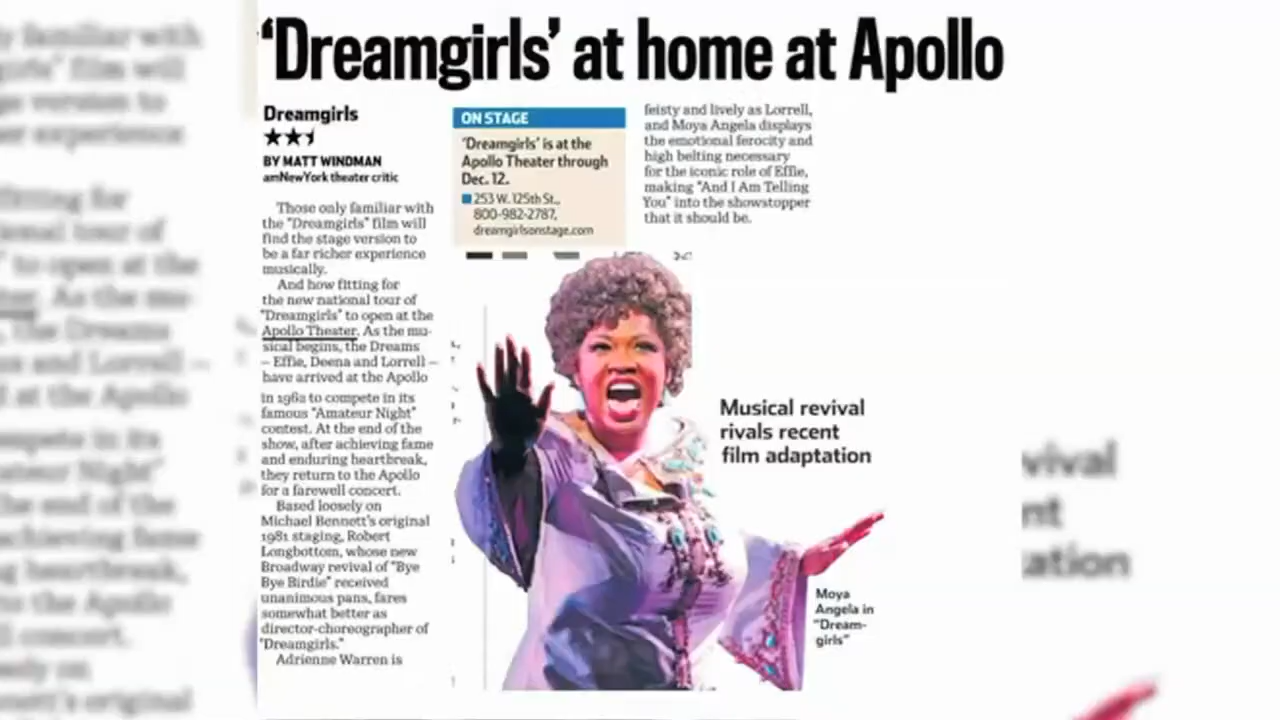 'Dreamgirls' at home at Apollo
Dreamgirls
BY MATT WINDMAN
amNewYork theater critic
Those only familiar with
the "Dreamgirls" film will
find the stage version to
be a far richer experience
musically.
And how fitting for
the new national tour of
"Dreamgirls" to open at the
Apollo Theater. As the mu-
sical begins, the Dreams
– Effie, Deena and Lorrell –
have arrived at the Apollo
in 1962 to compete in its
famous "Amateur Night"
contest. At the end of the
show, after achieving fame
and enduring heartbreak,
they return to the Apollo
for a farewell concert.
Based loosely on
Michael Bennett's original
1981 staging, Robert
Longbottom, whose new
Broadway revival of "Bye
Bye Birdie" received
unanimous pans, fares
somewhat better as
director-choreographer of
"Dreamgirls."
Adrienne Warren is
ON STAGE
'Dreamgirls' is at the
Apollo Theater through
Dec. 12.
253 W. 125th St.,
800-982-2787,
dreamgirlsonstage.com
feisty and lively as Lorrell,
and Moya Angela displays
the emotional ferocity and
high belting necessary
for the iconic role of Effie,
making "And I Am Telling
You" into the showstopper
that it should be.
Musical revival
rivals recent
film adaptation
Moya
Angela in
"Dream-
girls"